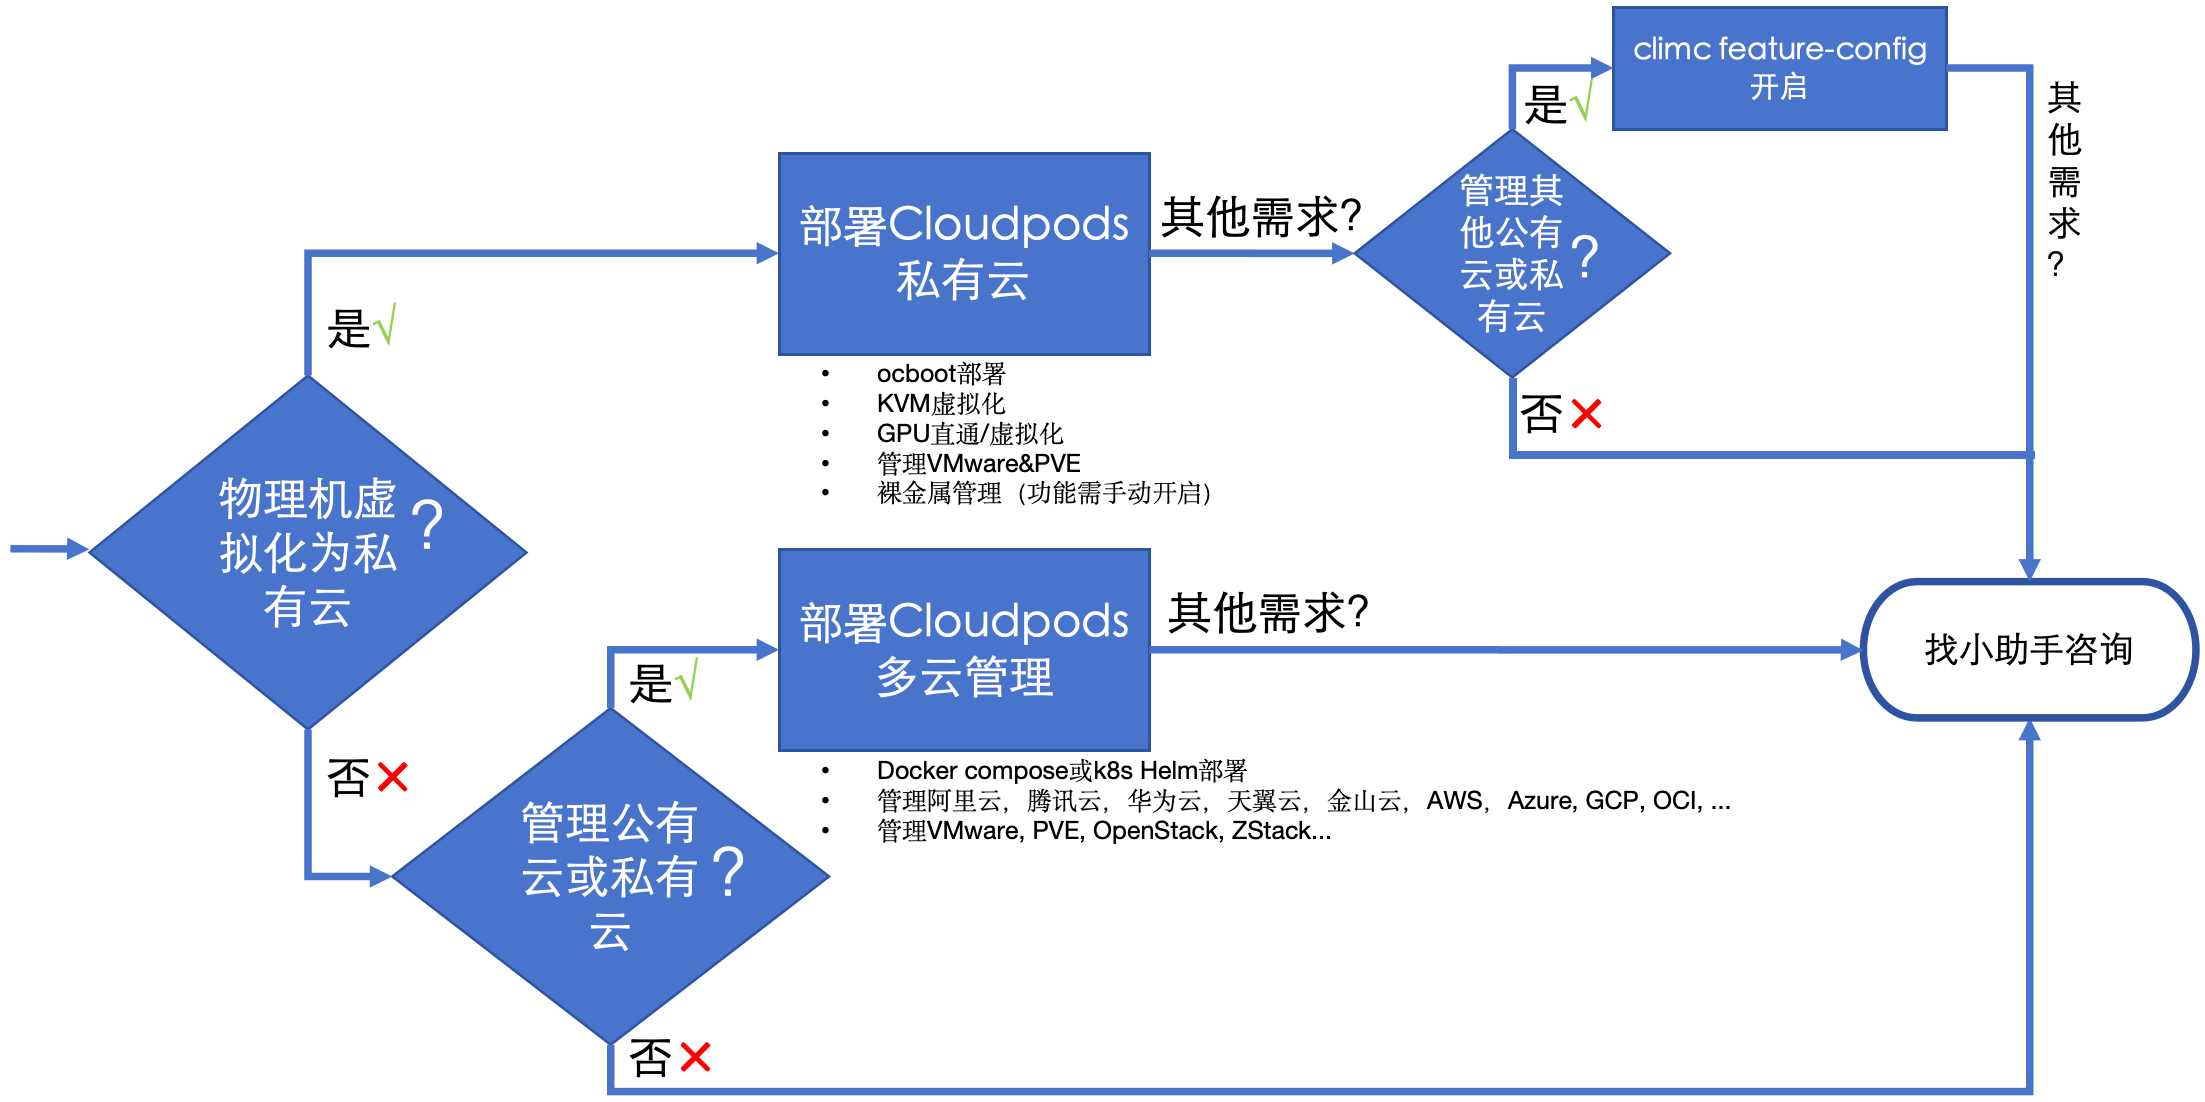 climc feature-config
开启
是√
其
他
需
求
?
管理其
他公有
云或私
有云
?
部署Cloudpods
私有云
其他需求?
是√
否×
• ocboot部署
• KVM虚拟化
• GPU直通/虚拟化
• 管理VMware&PVE
• 裸金属管理（功能需手动开启）
物理机虚
拟化为私
有云
?
部署Cloudpods
多云管理
其他需求?
找小助手咨询
是√
否×
• Docker compose或k8s Helm部署
• 管理阿里云，腾讯云，华为云，天翼云，金山云，AWS，Azure, GCP, OCI, ...
• 管理VMware, PVE, OpenStack, ZStack...
管理公有
云或私有
云
?
否×